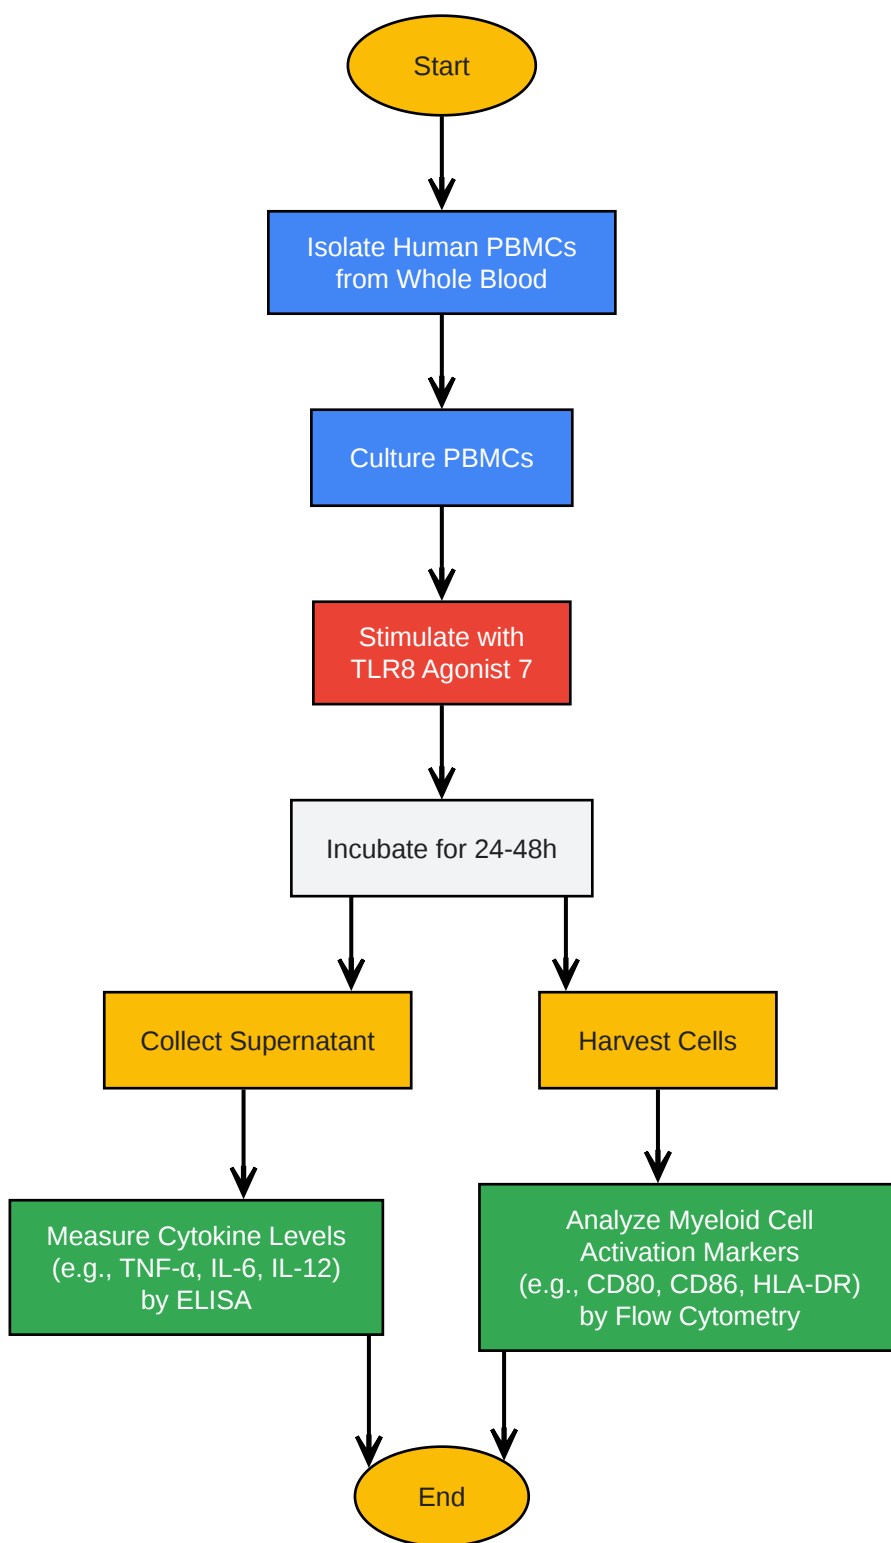 Start
Isolate Human PBMCs
from Whole Blood
Culture PBMCs
Stimulate with
TLR8 Agonist 7
Incubate for 24-48h
Collect Supernatant
Harvest Cells
Measure Cytokine Levels
(e.g., TNF-α, IL-6, IL-12)
by ELISA
Analyze Myeloid Cell
Activation Markers
(e.g., CD80, CD86, HLA-DR)
by Flow Cytometry
End